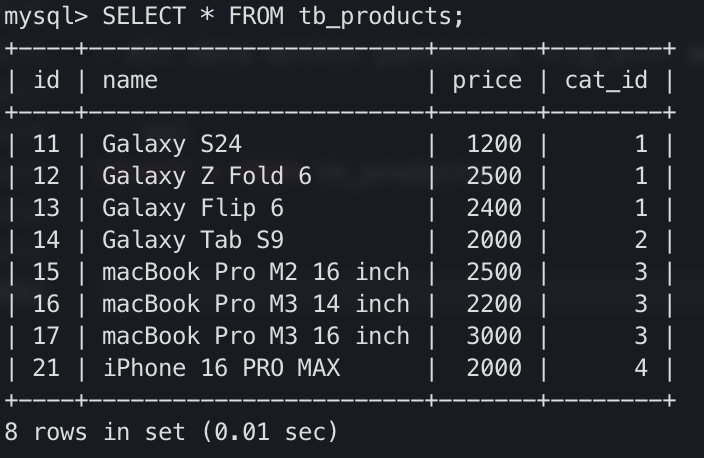 mysql> SELECT * FROM tb_products;
+----+------------------------+-------+--------+
| id | name                   | price | cat_id |
+----+------------------------+-------+--------+
| 11 | Galaxy S24             |  1200 |      1 |
| 12 | Galaxy Z Fold 6        |  2500 |      1 |
| 13 | Galaxy Flip 6          |  2400 |      1 |
| 14 | Galaxy Tab S9          |  2000 |      2 |
| 15 | macBook Pro M2 16 inch |  2500 |      3 |
| 16 | macBook Pro M3 14 inch |  2200 |      3 |
| 17 | macBook Pro M3 16 inch |  3000 |      3 |
| 21 | iPhone 16 PRO MAX      |  2000 |      4 |
+----+------------------------+-------+--------+
8 rows in set (0.01 sec)